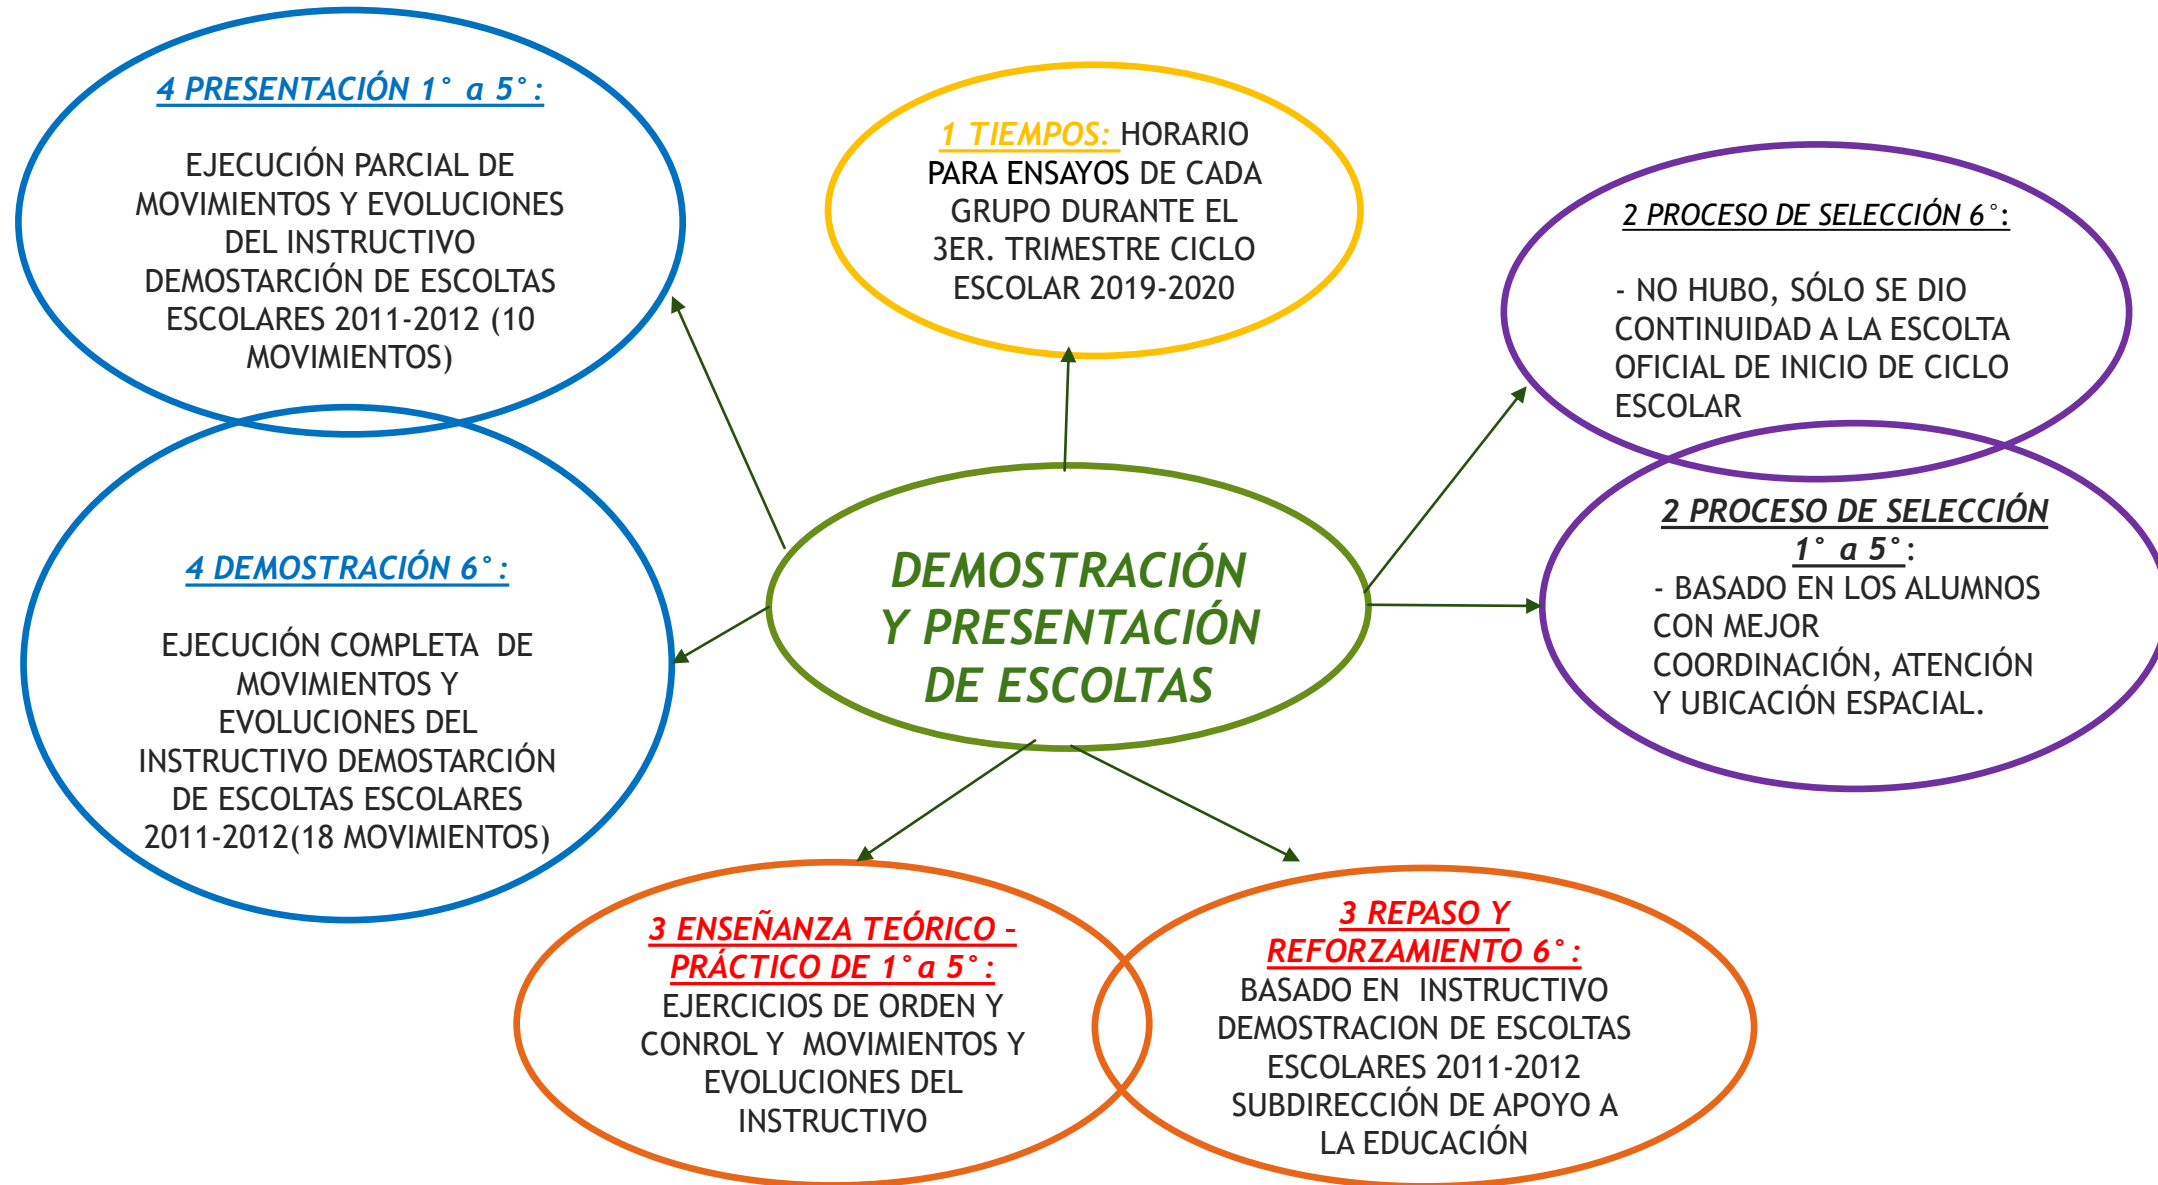 4 PRESENTACIÓN 1° a 5°:
EJECUCIÓN PARCIAL DE
MOVIMIENTOS Y EVOLUCIONES
DEL INSTRUCTIVO
DEMOSTARCIÓN DE ESCOLTAS
ESCOLARES 2011-2012 (10
MOVIMIENTOS)
1 TIEMPOS: HORARIO
PARA ENSAYOS DE CADA
GRUPO DURANTE EL
3ER. TRIMESTRE CICLO
ESCOLAR 2019-2020
2 PROCESO DE SELECCIÓN 6°:
- NO HUBO, SÓLO SE DIO
CONTINUIDAD A LA ESCOLTA
OFICIAL DE INICIO DE CICLO
ESCOLAR
2 PROCESO DE SELECCIÓN
1° a 5°:
- BASADO EN LOS ALUMNOS
CON MEJOR
COORDINACIÓN, ATENCIÓN
Y UBICACIÓN ESPACIAL.
DEMOSTRACIÓN
Y PRESENTACIÓN
DE ESCOLTAS
4 DEMOSTRACIÓN 6°:
EJECUCIÓN COMPLETA DE
MOVIMIENTOS Y
EVOLUCIONES DEL
INSTRUCTIVO DEMOSTARCIÓN
DE ESCOLTAS ESCOLARES
2011-2012(18 MOVIMIENTOS)
3 ENSEÑANZA TEÓRICO –
PRÁCTICO DE 1°a 5°:
EJERCICIOS DE ORDEN Y
CONROL Y MOVIMIENTOS Y
EVOLUCIONES DEL
INSTRUCTIVO
3 REPASO Y
REFORZAMIENTO 6°:
BASADO EN INSTRUCTIVO
DEMOSTRACION DE ESCOLTAS
ESCOLARES 2011-2012
SUBDIRECCIÓN DE APOYO A
LA EDUCACIÓN